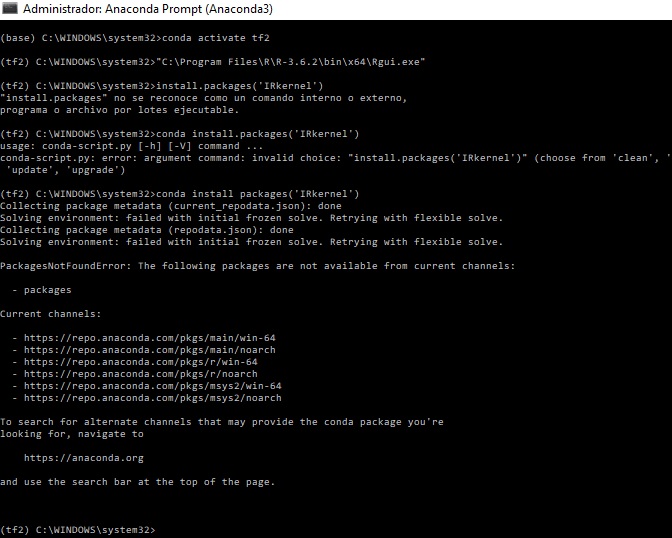 Administrador: Anaconda Prompt (Anaconda3)
(base) C:\WINDOWS\system32>conda activate tf2
(tf2) C:\WINDOWS\system32>"C:\Program Files\R\R-3.6.2\bin\x64\Rgui.exe"
(tf2) C:\WINDOWS\system32>install.packages('IRkernel')
"install.packages" no se reconoce como un comando interno o externo,
programa o archivo por lotes ejecutable.
(tf2) C:\WINDOWS\system32>conda install.packages('IRkernel')
usage: conda-script.py [-h] [-V] command ...
conda-script.py: error: argument command: invalid choice: "install.packages('IRkernel')" (choose from 'clean', '
'update', 'upgrade')
(tf2) C:\WINDOWS\system32>conda install packages('IRkernel')
Collecting package metadata (current_repodata.json): done
Solving environment: failed with initial frozen solve. Retrying with flexible solve.
Collecting package metadata (repodata.json): done
Solving environment: failed with initial frozen solve. Retrying with flexible solve.
PackagesNotFoundError: The following packages are not available from current channels:
- packages
Current channels:
- https://repo.anaconda.com/pkgs/main/win-64
- https://repo.anaconda.com/pkgs/main/noarch
- https://repo.anaconda.com/pkgs/r/win-64
- https://repo.anaconda.com/pkgs/r/noarch
- https://repo.anaconda.com/pkgs/msys2/win-64
- https://repo.anaconda.com/pkgs/msys2/noarch
To search for alternate channels that may provide the conda package you're
looking for, navigate to
https://anaconda.org
and use the search bar at the top of the page.
(tf2) C:\WINDOWS\system32>